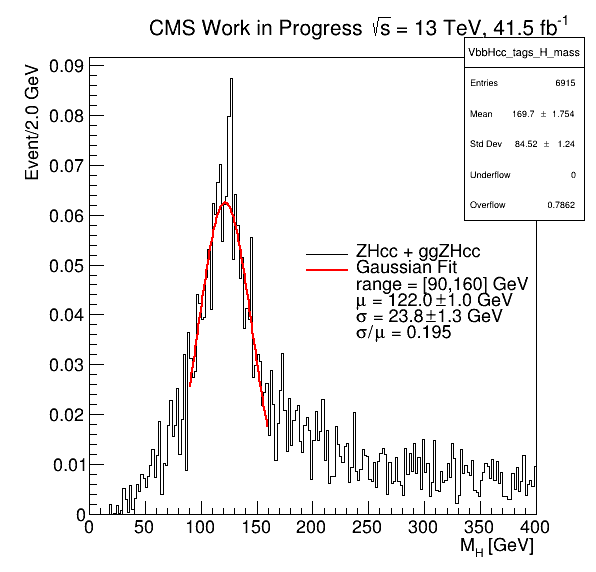 CMS Work in Progress √s = 13 TeV, 41.5 fb⁻¹
VbbHcc_tags_H_mass
Entries 6915
Mean 169.7 ± 1.754
Std Dev 84.52 ± 1.24
Underflow 0
Overflow 0.7862
Event/2.0 GeV
0.09
0.08
0.07
0.06
0.05
0.04
0.03
0.02
0.01
0
ZHcc + ggZHcc
Gaussian Fit
range = [90,160] GeV
μ = 122.0±1.0 GeV
σ = 23.8±1.3 GeV
σ/μ = 0.195
0 50 100 150 200 250 300 350 400
M_H [GeV]